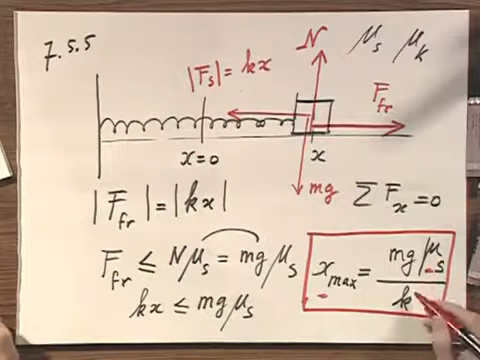 7.5.5
N μs μk
|Fs| = kx
Ffr
x=0 x
mg
|Ffr| = |kx| ∑Fx = 0
Ffr ≤ Nμs = mgμs
kx ≤ mgμs
xmax = mgμs / k